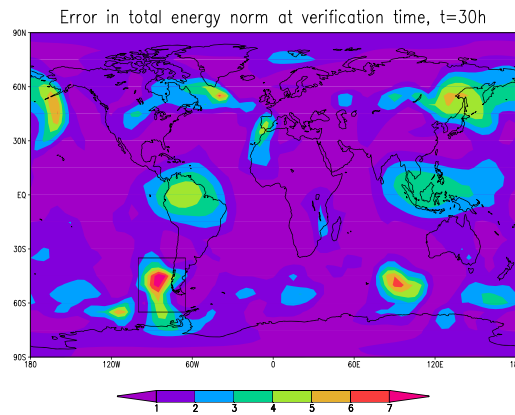 Error in total energy norm at verification time, t=30h
90N
60N
30N
EQ
30S
60S
90S
180 120W 60W 0 60E 120E 18
1 2 3 4 5 6 7